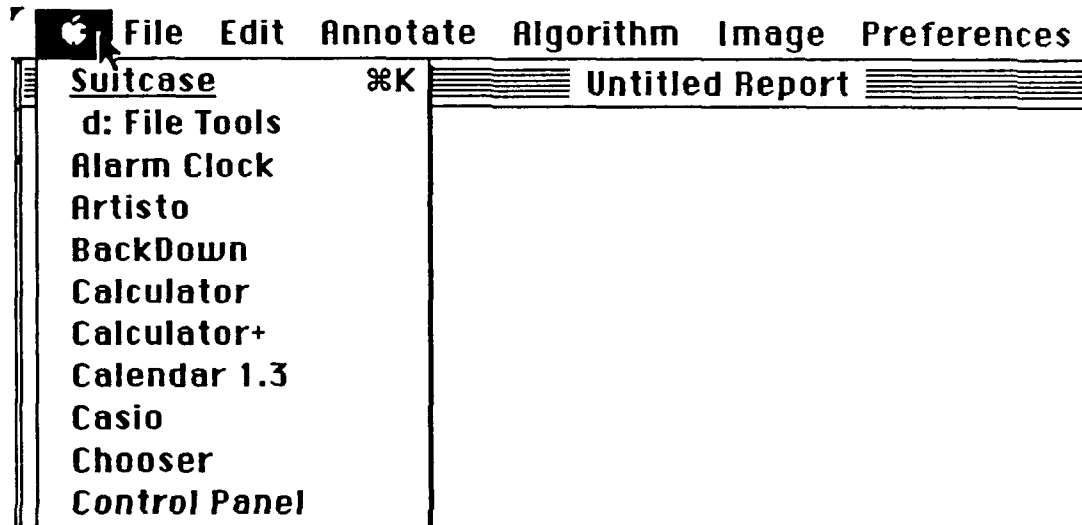 File Edit Annotate Algorithm Image Preferences
Suitcase ⌘K
Untitled Report
d: File Tools
Alarm Clock
Artisto
BackDown
Calculator
Calculator+
Calendar 1.3
Casio
Chooser
Control Panel